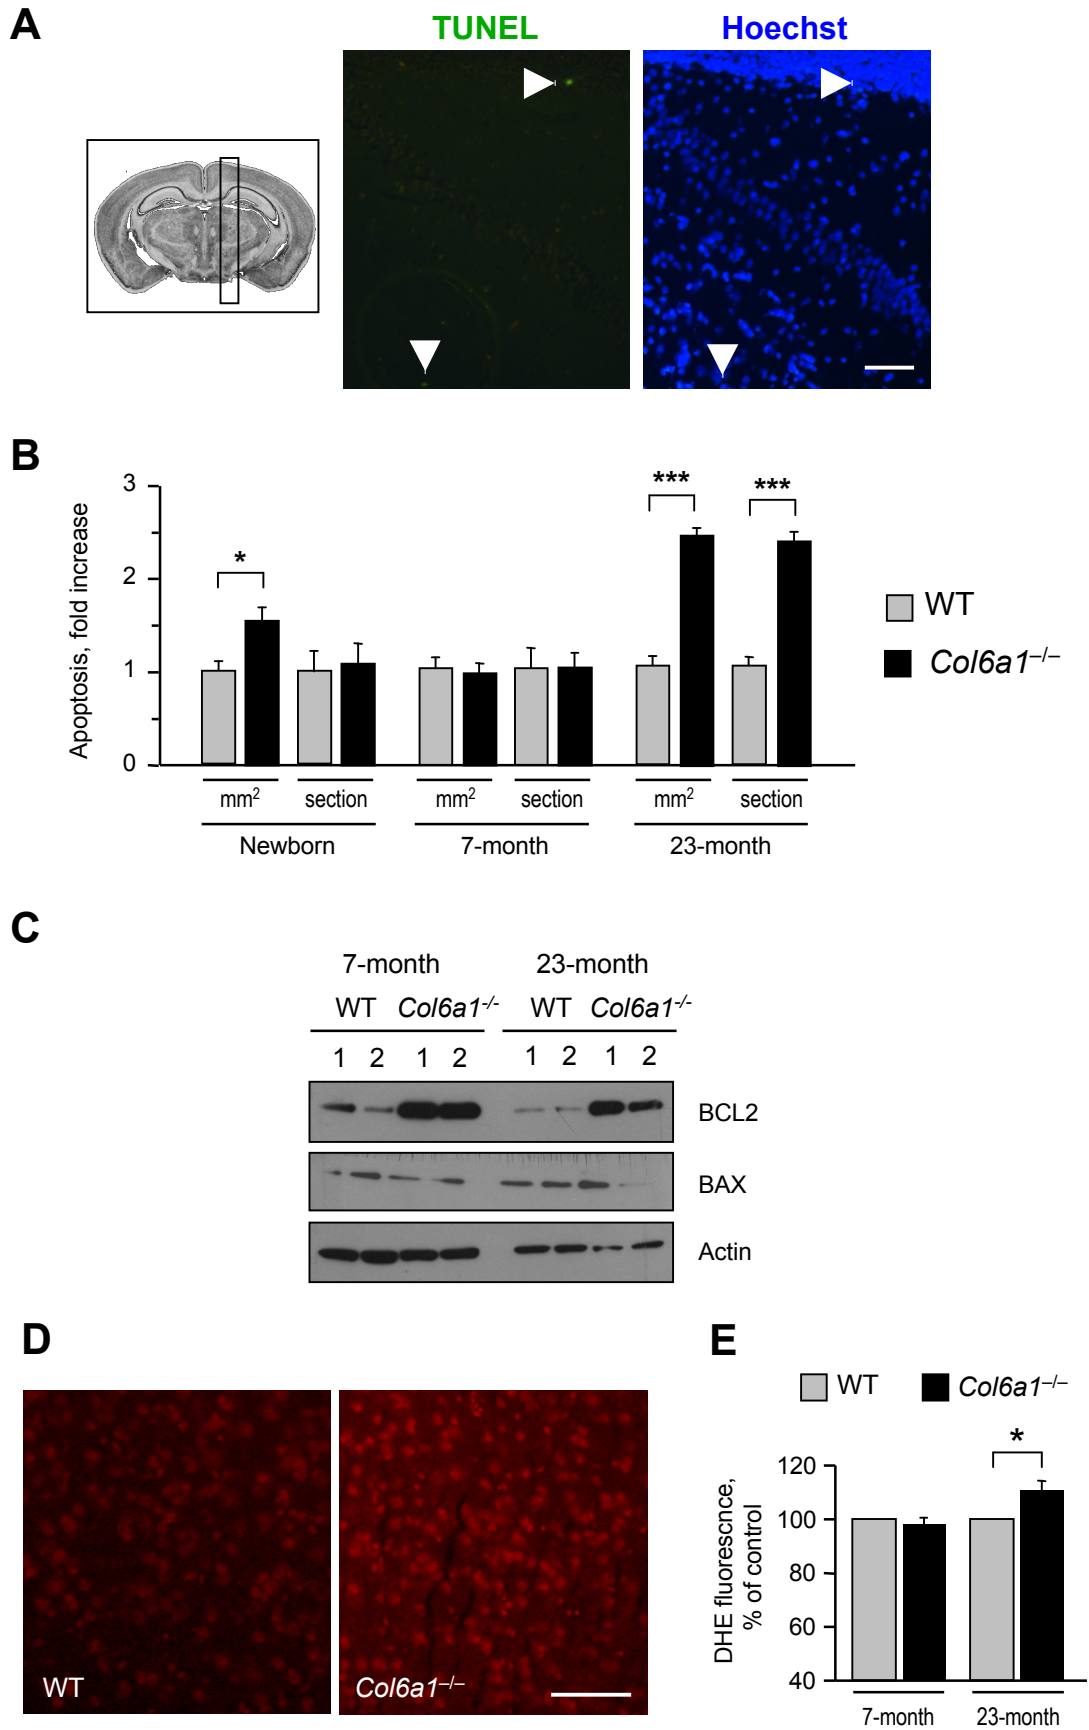 A
TUNEL
Hoechst
B
3
2
1
0
Apoptosis, fold increase
*
***
***
WT
Col6a1–/–
mm2
section
mm2
section
mm2
section
Newborn
7-month
23-month
C
7-month
23-month
WT
Col6a1-/-
WT
Col6a1-/-
1 2 1 2
1 2 1 2
BCL2
BAX
Actin
D
WT
Col6a1–/–
E
WT
Col6a1–/–
*
120
100
80
60
40
DHE fluorescnce,
% of control
7-month
23-month